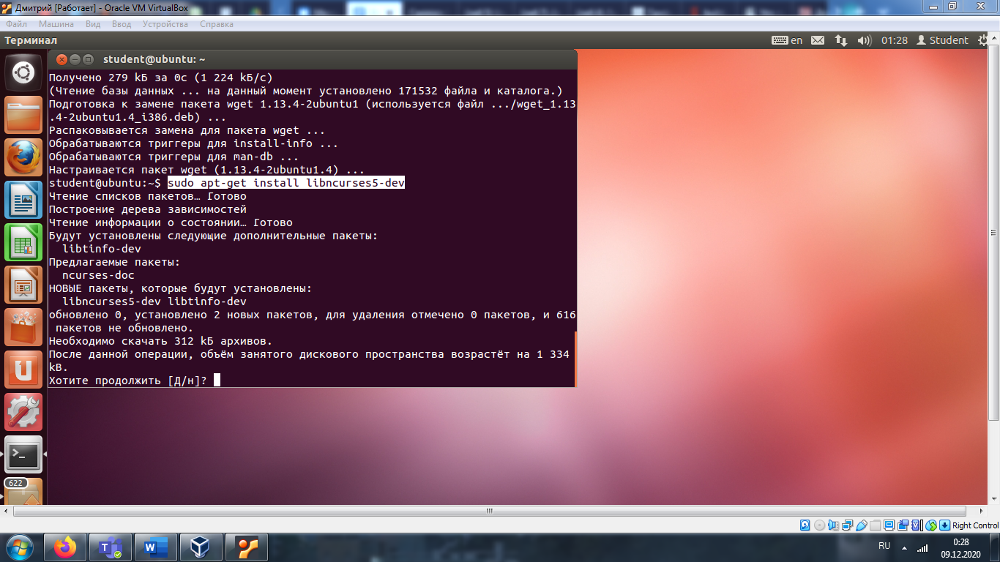 Дмитрий [Работает] - Oracle VM VirtualBox
Файл Машина Вид Ввод Устройства Справка
Терминал en 01:28 Student
student@ubuntu: ~
Получено 279 kБ за 0с (1 224 kБ/c)
(Чтение базы данных ... на данный момент установлено 171532 файла и каталога.)
Подготовка к замене пакета wget 1.13.4-2ubuntu1 (используется файл .../wget_1.13
.4-2ubuntu1.4_i386.deb) ...
Распаковывается замена для пакета wget ...
Обрабатываются триггеры для install-info ...
Обрабатываются триггеры для man-db ...
Настраивается пакет wget (1.13.4-2ubuntu1.4) ...
student@ubuntu:~$ sudo apt-get install libncurses5-dev
Чтение списков пакетов… Готово
Построение дерева зависимостей
Чтение информации о состоянии… Готово
Будут установлены следующие дополнительные пакеты:
libtinfo-dev
Предлагаемые пакеты:
ncurses-doc
НОВЫЕ пакеты, которые будут установлены:
libncurses5-dev libtinfo-dev
обновлено 0, установлено 2 новых пакетов, для удаления отмечено 0 пакетов, и 616
пакетов не обновлено.
Необходимо скачать 312 kБ архивов.
После данной операции, объём занятого дискового пространства возрастёт на 1 334
kB.
Хотите продолжить [Д/н]?
622
Right Control
RU 0:28
09.12.2020